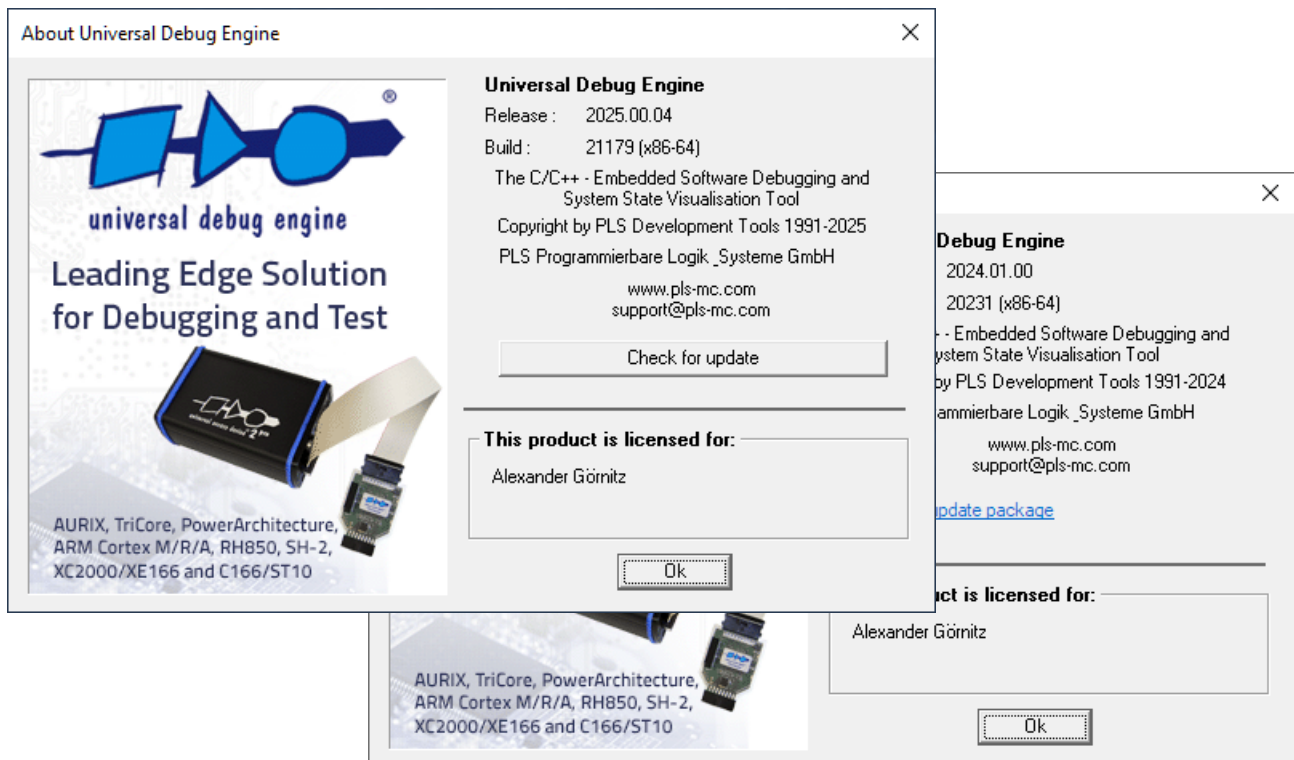 About Universal Debug Engine
®
universal debug engine
Leading Edge Solution
for Debugging and Test
2
AURIX, TriCore, PowerArchitecture,
ARM Cortex M/R/A, RH850, SH-2,
XC2000/XE166 and C166/ST10
Universal Debug Engine
Release : 2025.00.04
Build : 21179 (x86-64)
The C/C++ - Embedded Software Debugging and
System State Visualisation Tool
Copyright by PLS Development Tools 1991-2025
PLS Programmierbare Logik _Systeme GmbH
www.pls-mc.com
support@pls-mc.com
Check for update
This product is licensed for:
Alexander Görnitz
Ok
Debug Engine
2024.01.00
20231 (x86-64)
- Embedded Software Debugging and
ystem State Visualisation Tool
by PLS Development Tools 1991-2024
ammierbare Logik _Systeme GmbH
www.pls-mc.com
support@pls-mc.com
update package
uct is licensed for:
Alexander Görnitz
AURIX, TriCore, PowerArchitecture,
ARM Cortex M/R/A, RH850, SH-2,
XC2000/XE166 and C166/ST10
Ok